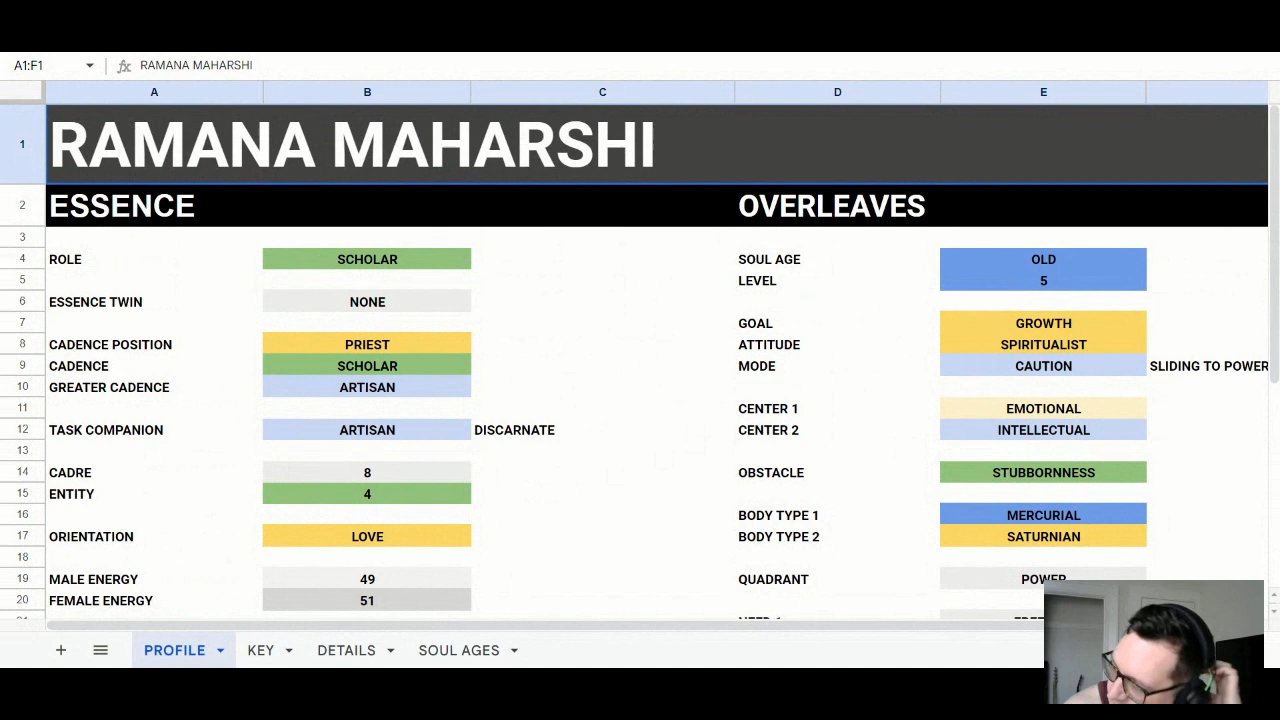 A1:F1 fx RAMANA MAHARSHI
A B C D E
1 RAMANA MAHARSHI
2 ESSENCE OVERLEAVES
3
4 ROLE SCHOLAR SOUL AGE OLD
5 LEVEL 5
6 ESSENCE TWIN NONE
7 GOAL GROWTH
8 CADENCE POSITION PRIEST ATTITUDE SPIRITUALIST
9 CADENCE SCHOLAR MODE CAUTION SLIDING TO POWER
10 GREATER CADENCE ARTISAN
11 CENTER 1 EMOTIONAL
12 TASK COMPANION ARTISAN DISCARNATE CENTER 2 INTELLECTUAL
13
14 CADRE 8 OBSTACLE STUBBORNNESS
15 ENTITY 4
16 BODY TYPE 1 MERCURIAL
17 ORIENTATION LOVE BODY TYPE 2 SATURNIAN
18
19 MALE ENERGY 49 QUADRANT POWER
20 FEMALE ENERGY 51
PROFILE KEY DETAILS SOUL AGES